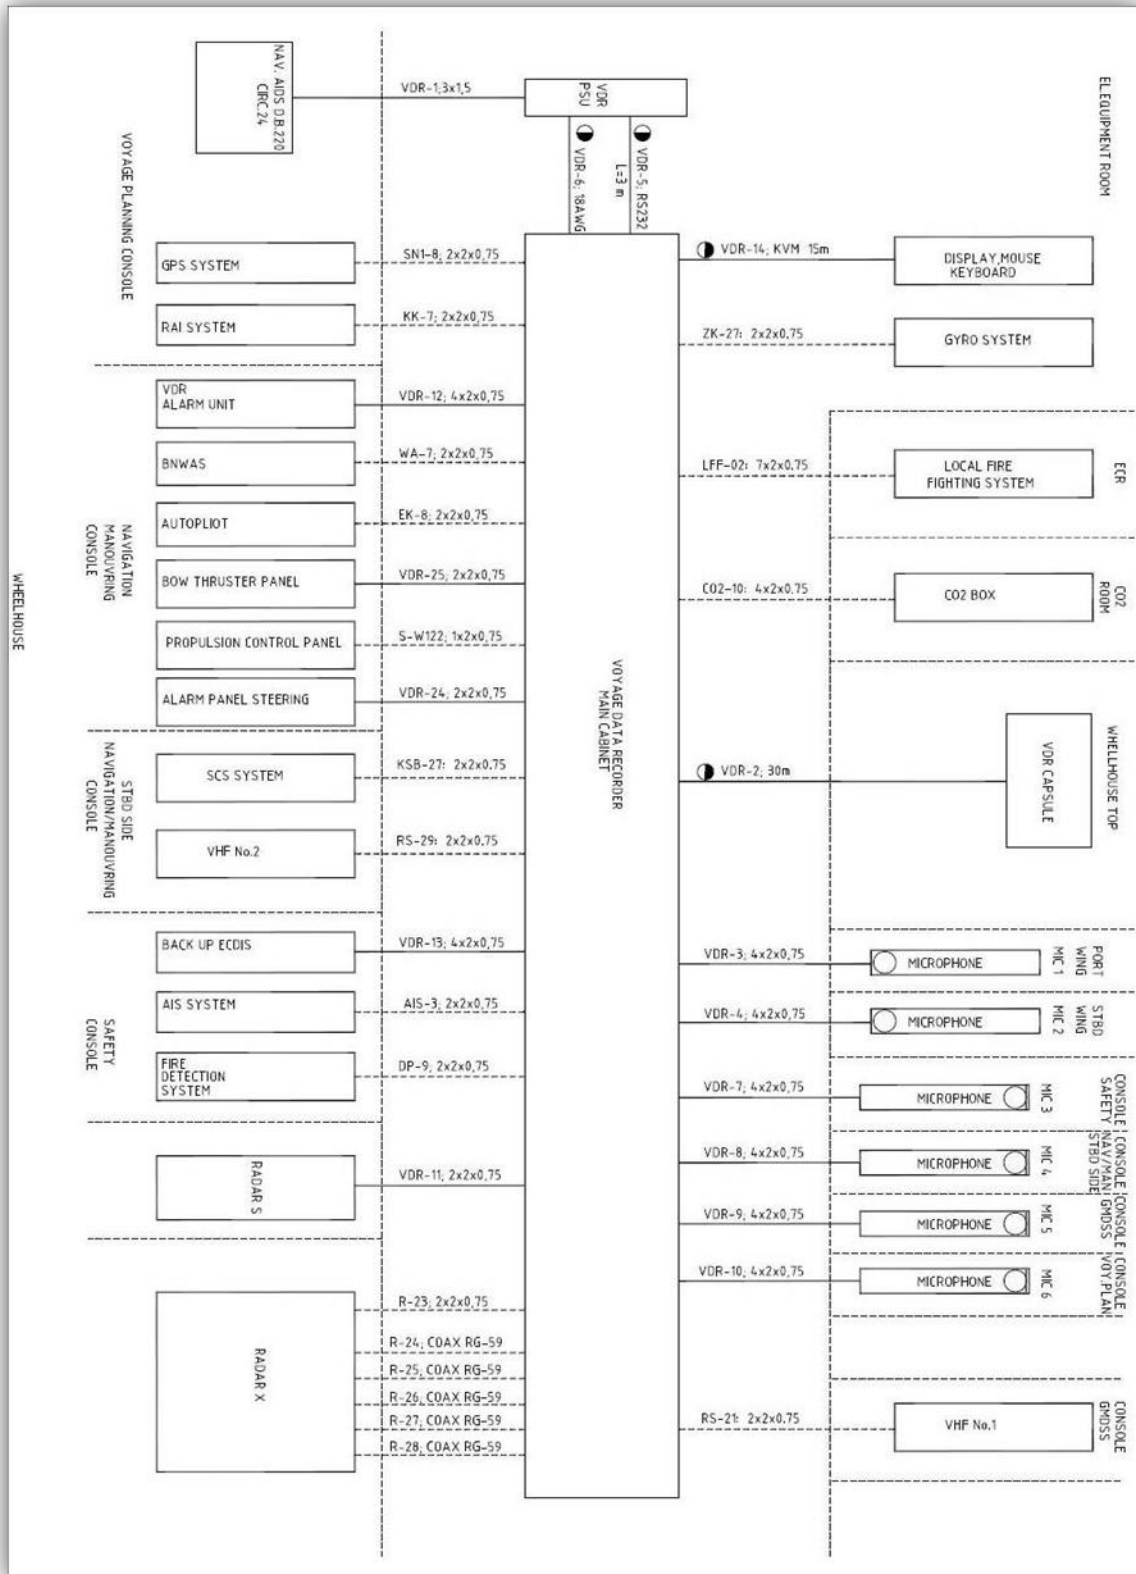 NAV. AIDS D.B.220
CIRC.24
VDR-1;3x1,5
VDR
PSU
VDR-6; 18AWG
L=3 m
VDR-5; RS232
EL.EQUIPMENT ROOM
VOYAGE PLANNING CONSOLE
GPS SYSTEM
SN1-8; 2x2x0,75
RAI SYSTEM
KK-7; 2x2x0,75
NAVIGATION
MANOUVRING
CONSOLE
VDR
ALARM UNIT
VDR-12; 4x2x0,75
BNWAS
WA-7; 2x2x0,75
AUTOPLIOT
EK-8; 2x2x0,75
BOW THRUSTER PANEL
VDR-25; 2x2x0,75
PROPULSION CONTROL PANEL
S-W122; 1x2x0,75
ALARM PANEL STEERING
VDR-24; 2x2x0,75
WHEELHOUSE
STBD SIDE
NAVIGATION/MANOUVRING
CONSOLE
SCS SYSTEM
KSB-27: 2x2x0.75
VHF No.2
RS-29: 2x2x0.75
SAFETY
CONSOLE
BACK UP ECDIS
VDR-13; 4x2x0,75
AIS SYSTEM
AIS-3; 2x2x0,75
FIRE
DETECTION
SYSTEM
DP-9; 2x2x0,75
RADAR S
VDR-11; 2x2x0,75
RADAR X
R-23; 2x2x0,75
R-24; COAX RG-59
R-25; COAX RG-59
R-26; COAX RG-59
R-27; COAX RG-59
R-28; COAX RG-59
VOYAGE DATA RECORDER
MAIN CABINET
VDR-14; KVM 15m
DISPLAY,MOUSE
KEYBOARD
ZK-27: 2x2x0.75
GYRO SYSTEM
LFF-02: 7x2x0.75
LOCAL FIRE
FIGHTING SYSTEM
ECR
CO2-10: 4x2x0.75
CO2 BOX
CO2
ROOM
VDR-2; 30m
VDR CAPSULE
WHELLHOUSE TOP
VDR-3; 4x2x0,75
MICROPHONE
PORT
WING
MIC 1
VDR-4; 4x2x0,75
MICROPHONE
STBD
WING
MIC 2
VDR-7; 4x2x0,75
MICROPHONE
MIC 3
CONSOLE
SAFETY
VDR-8; 4x2x0,75
MICROPHONE
MIC 4
CONSOLE
NAV/MAN
STBD SIDE
VDR-9; 4x2x0,75
MICROPHONE
MIC 5
CONSOLE
GMDSS
VDR-10; 4x2x0,75
MICROPHONE
MIC 6
CONSOLE
VOY.PLAN
RS-21: 2x2x0.75
VHF No.1
CONSOLE
GMDSS